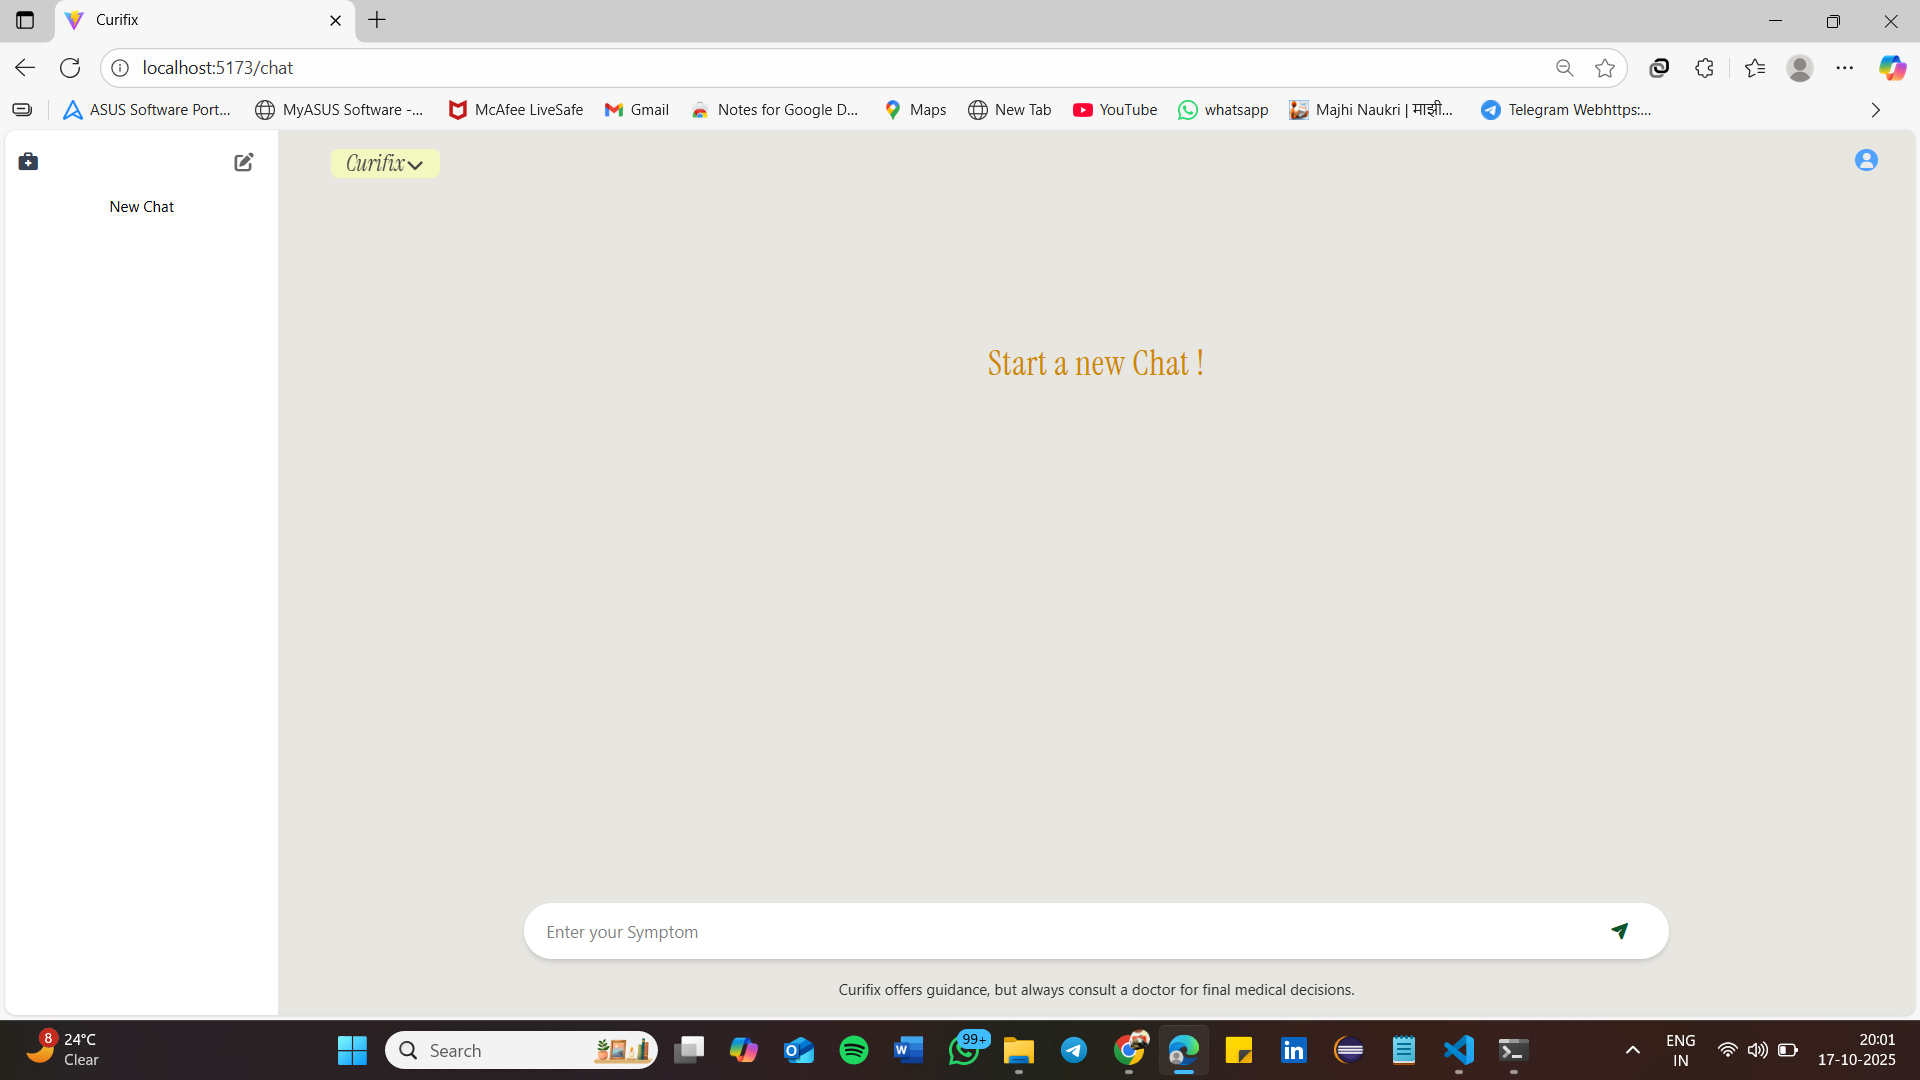 Curifix
localhost:5173/chat
ASUS Software Port...
MyASUS Software -...
McAfee LiveSafe
Gmail
Notes for Google D...
Maps
New Tab
YouTube
whatsapp
Majhi Naukri | माझी...
Telegram Webhttps:...
New Chat
Curifix
Start a new Chat !
Enter your Symptom
Curifix offers guidance, but always consult a doctor for final medical decisions.
8
24°C
Clear
Search
99+
ENG
IN
20:01
17-10-2025